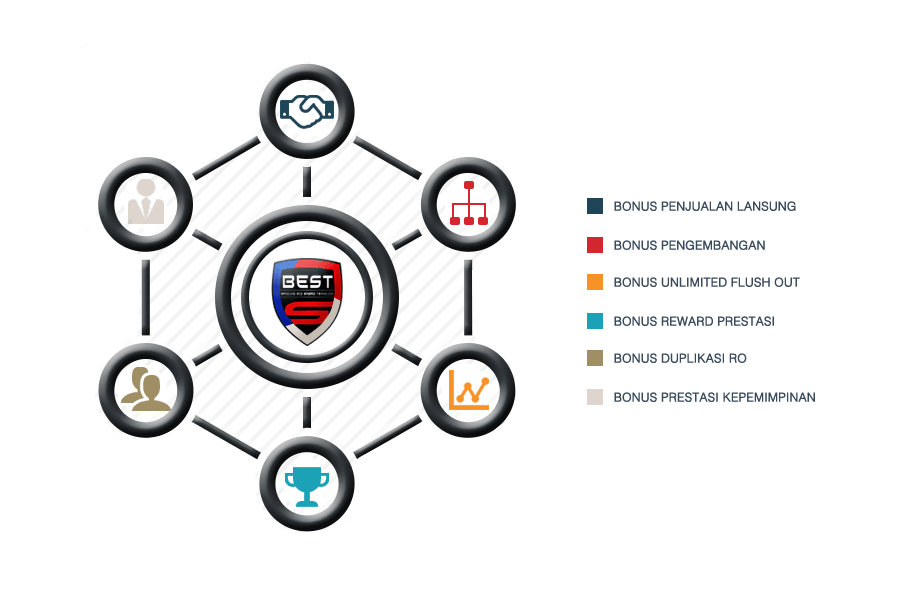 BEST
BONUS PENJUALAN LANSUNG
BONUS PENGEMBANGAN
BONUS UNLIMITED FLUSH OUT
BONUS REWARD PRESTASI
BONUS DUPLIKASI RO
BONUS PRESTASI KEPEMIMPINAN